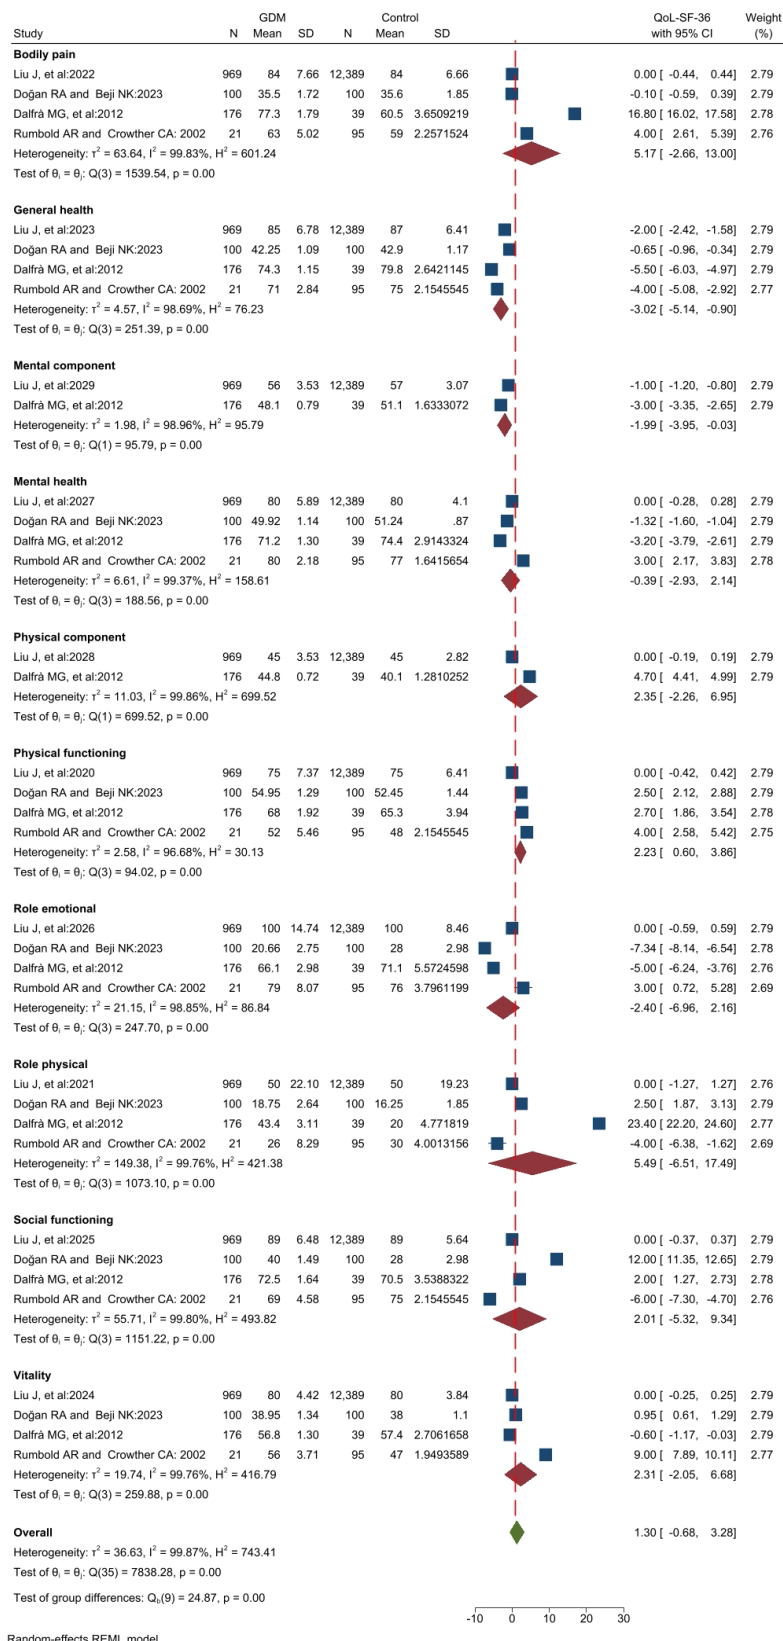 GDM Control QoL-SF-36 Weight
Study N Mean SD N Mean SD with 95% CI (%)
Bodily pain
Liu J, et al:2022 969 84 7.66 12,389 84 6.66 0.00 [ -0.44, 0.44] 2.79
Doğan RA and Beji NK:2023 100 35.5 1.72 100 35.6 1.85 -0.10 [ -0.59, 0.39] 2.79
Dalfrà MG, et al:2012 176 77.3 1.79 39 60.5 3.6509219 16.80 [ 16.02, 17.58] 2.78
Rumbold AR and Crowther CA: 2002 21 63 5.02 95 59 2.2571524 4.00 [ 2.61, 5.39] 2.76
Heterogeneity: τ² = 63.64, I² = 99.83%, H² = 601.24 5.17 [ -2.66, 13.00]
Test of θᵢ = θⱼ: Q(3) = 1539.54, p = 0.00
General health
Liu J, et al:2023 969 85 6.78 12,389 87 6.41 -2.00 [ -2.42, -1.58] 2.79
Doğan RA and Beji NK:2023 100 42.25 1.09 100 42.9 1.17 -0.65 [ -0.96, -0.34] 2.79
Dalfrà MG, et al:2012 176 74.3 1.15 39 79.8 2.6421145 -5.50 [ -6.03, -4.97] 2.79
Rumbold AR and Crowther CA: 2002 21 71 2.84 95 75 2.1545545 -4.00 [ -5.08, -2.92] 2.77
Heterogeneity: τ² = 4.57, I² = 98.69%, H² = 76.23 -3.02 [ -5.14, -0.90]
Test of θᵢ = θⱼ: Q(3) = 251.39, p = 0.00
Mental component
Liu J, et al:2029 969 56 3.53 12,389 57 3.07 -1.00 [ -1.20, -0.80] 2.79
Dalfrà MG, et al:2012 176 48.1 0.79 39 51.1 1.6333072 -3.00 [ -3.35, -2.65] 2.79
Heterogeneity: τ² = 1.98, I² = 98.96%, H² = 95.79 -1.99 [ -3.95, -0.03]
Test of θᵢ = θⱼ: Q(1) = 95.79, p = 0.00
Mental health
Liu J, et al:2027 969 80 5.89 12,389 80 4.1 0.00 [ -0.28, 0.28] 2.79
Doğan RA and Beji NK:2023 100 49.92 1.14 100 51.24 .87 -1.32 [ -1.60, -1.04] 2.79
Dalfrà MG, et al:2012 176 71.2 1.30 39 74.4 2.9143324 -3.20 [ -3.79, -2.61] 2.79
Rumbold AR and Crowther CA: 2002 21 80 2.18 95 77 1.6415654 3.00 [ 2.17, 3.83] 2.78
Heterogeneity: τ² = 6.61, I² = 99.37%, H² = 158.61 -0.39 [ -2.93, 2.14]
Test of θᵢ = θⱼ: Q(3) = 188.56, p = 0.00
Physical component
Liu J, et al:2028 969 45 3.53 12,389 45 2.82 0.00 [ -0.19, 0.19] 2.79
Dalfrà MG, et al:2012 176 44.8 0.72 39 40.1 1.2810252 4.70 [ 4.41, 4.99] 2.79
Heterogeneity: τ² = 11.03, I² = 99.86%, H² = 699.52 2.35 [ -2.26, 6.95]
Test of θᵢ = θⱼ: Q(1) = 699.52, p = 0.00
Physical functioning
Liu J, et al:2020 969 75 7.37 12,389 75 6.41 0.00 [ -0.42, 0.42] 2.79
Doğan RA and Beji NK:2023 100 54.95 1.29 100 52.45 1.44 2.50 [ 2.12, 2.88] 2.79
Dalfrà MG, et al:2012 176 68 1.92 39 65.3 3.94 2.70 [ 1.86, 3.54] 2.78
Rumbold AR and Crowther CA: 2002 21 52 5.46 95 48 2.1545545 4.00 [ 2.58, 5.42] 2.75
Heterogeneity: τ² = 2.58, I² = 96.68%, H² = 30.13 2.23 [ 0.60, 3.86]
Test of θᵢ = θⱼ: Q(3) = 94.02, p = 0.00
Role emotional
Liu J, et al:2026 969 100 14.74 12,389 100 8.46 0.00 [ -0.59, 0.59] 2.79
Doğan RA and Beji NK:2023 100 20.66 2.75 100 28 2.98 -7.34 [ -8.14, -6.54] 2.78
Dalfrà MG, et al:2012 176 66.1 2.98 39 71.1 5.5724598 -5.00 [ -6.24, -3.76] 2.76
Rumbold AR and Crowther CA: 2002 21 79 8.07 95 76 3.7961199 3.00 [ 0.72, 5.28] 2.69
Heterogeneity: τ² = 21.15, I² = 98.85%, H² = 86.84 -2.40 [ -6.96, 2.16]
Test of θᵢ = θⱼ: Q(3) = 247.70, p = 0.00
Role physical
Liu J, et al:2021 969 50 22.10 12,389 50 19.23 0.00 [ -1.27, 1.27] 2.76
Doğan RA and Beji NK:2023 100 18.75 2.64 100 16.25 1.85 2.50 [ 1.87, 3.13] 2.79
Dalfrà MG, et al:2012 176 43.4 3.11 39 20 4.771819 23.40 [ 22.20, 24.60] 2.77
Rumbold AR and Crowther CA: 2002 21 26 8.29 95 30 4.0013156 -4.00 [ -6.38, -1.62] 2.69
Heterogeneity: τ² = 149.38, I² = 99.76%, H² = 421.38 5.49 [ -6.51, 17.49]
Test of θᵢ = θⱼ: Q(3) = 1073.10, p = 0.00
Social functioning
Liu J, et al:2025 969 89 6.48 12,389 89 5.64 0.00 [ -0.37, 0.37] 2.79
Doğan RA and Beji NK:2023 100 40 1.49 100 28 2.98 12.00 [ 11.35, 12.65] 2.79
Dalfrà MG, et al:2012 176 72.5 1.64 39 70.5 3.5388322 2.00 [ 1.27, 2.73] 2.78
Rumbold AR and Crowther CA: 2002 21 69 4.58 95 75 2.1545545 -6.00 [ -7.30, -4.70] 2.76
Heterogeneity: τ² = 55.71, I² = 99.80%, H² = 493.82 2.01 [ -5.32, 9.34]
Test of θᵢ = θⱼ: Q(3) = 1151.22, p = 0.00
Vitality
Liu J, et al:2024 969 80 4.42 12,389 80 3.84 0.00 [ -0.25, 0.25] 2.79
Doğan RA and Beji NK:2023 100 38.95 1.34 100 38 1.1 0.95 [ 0.61, 1.29] 2.79
Dalfrà MG, et al:2012 176 56.8 1.30 39 57.4 2.7061658 -0.60 [ -1.17, -0.03] 2.79
Rumbold AR and Crowther CA: 2002 21 56 3.71 95 47 1.9493589 9.00 [ 7.89, 10.11] 2.77
Heterogeneity: τ² = 19.74, I² = 99.76%, H² = 416.79 2.31 [ -2.05, 6.68]
Test of θᵢ = θⱼ: Q(3) = 259.88, p = 0.00
Overall 1.30 [ -0.68, 3.28]
Heterogeneity: τ² = 36.63, I² = 99.87%, H² = 743.41
Test of θᵢ = θⱼ: Q(35) = 7838.28, p = 0.00
Test of group differences: Q_b(9) = 24.87, p = 0.00
-10 0 10 20 30
Random-effects REML model